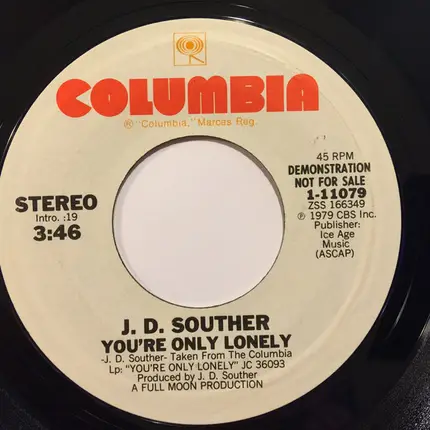 COLUMBIA
® "Columbia," Marcas Reg.
STEREO
Intro. :19
3:46
45 RPM
DEMONSTRATION
NOT FOR SALE
1-11079
ZSS 166349
℗ 1979 CBS Inc.
Publisher:
Ice Age
Music
(ASCAP)
J. D. SOUTHER
YOU'RE ONLY LONELY
-J. D. Souther- Taken From The Columbia
Lp: "YOU'RE ONLY LONELY" JC 36093
Produced by J. D. Souther
A FULL MOON PRODUCTION